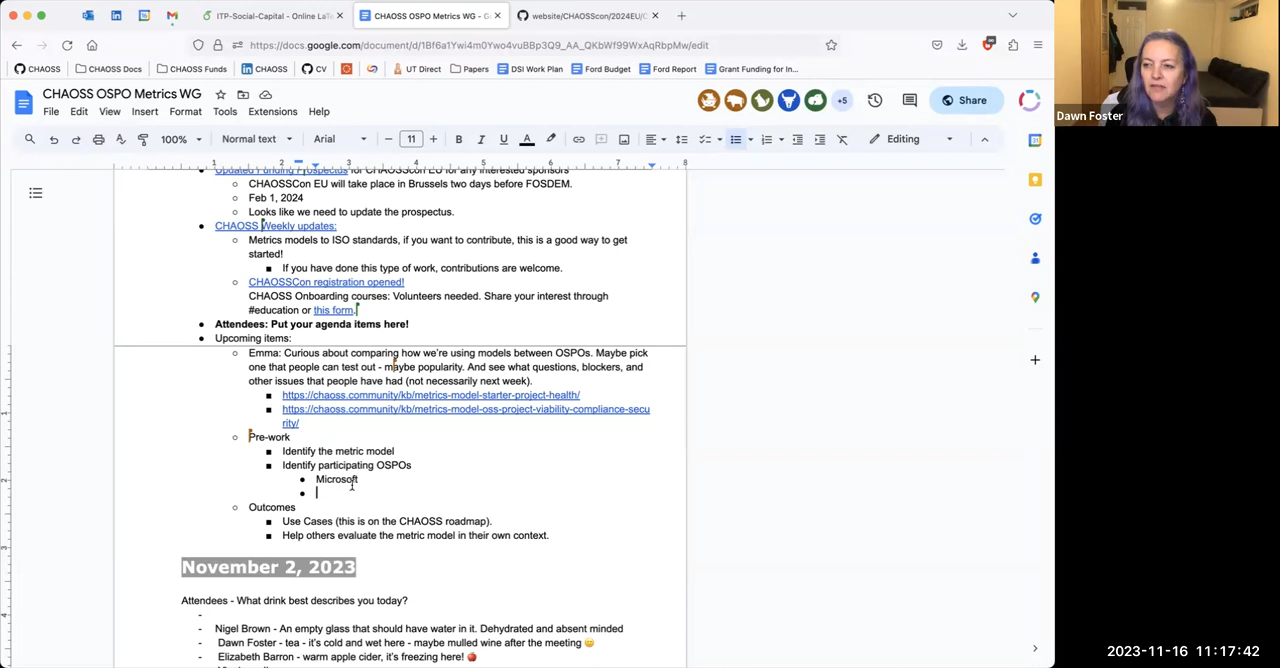 ITP-Social-Capital - Online LaTe
CHAOSS OSPO Metrics WG - G
website/CHAOSScon/2024EU/C
https://docs.google.com/document/d/1Bf6a1Ywi4m0Ywo4vuBBp3Q9_AA_QKbWf99WxAqRbpMw/edit
CHAOSS
CHAOSS Docs
CHAOSS Funds
CHAOSS
CV
UT Direct
Papers
DSI Work Plan
Ford Budget
Ford Report
Grant Funding for In...
CHAOSS OSPO Metrics WG
File Edit View Insert Format Tools Extensions Help
+5
Share
100%
Normal text
Arial
11
Editing
1 2 3 4 5 6 7 8
Updated Funding Prospectus for CHAOSScon EU for any interested sponsors
CHAOSSCon EU will take place in Brussels two days before FOSDEM.
Feb 1, 2024
Looks like we need to update the prospectus.
CHAOSS Weekly updates:
Metrics models to ISO standards, if you want to contribute, this is a good way to get
started!
If you have done this type of work, contributions are welcome.
CHAOSSCon registration opened!
CHAOSS Onboarding courses: Volunteers needed. Share your interest through
#education or this form.
Attendees: Put your agenda items here!
Upcoming items:
Emma: Curious about comparing how we're using models between OSPOs. Maybe pick
one that people can test out - maybe popularity. And see what questions, blockers, and
other issues that people have had (not necessarily next week).
https://chaoss.community/kb/metrics-model-starter-project-health/
https://chaoss.community/kb/metrics-model-oss-project-viability-compliance-secu
rity/
Pre-work
Identify the metric model
Identify participating OSPOs
Microsoft
Outcomes
Use Cases (this is on the CHAOSS roadmap).
Help others evaluate the metric model in their own context.
November 2, 2023
Attendees - What drink best describes you today?
-
Nigel Brown - An empty glass that should have water in it. Dehydrated and absent minded
- Dawn Foster - tea - it's cold and wet here - maybe mulled wine after the meeting 😊
- Elizabeth Barron - warm apple cider, it's freezing here! 🍎
Dawn Foster
2023-11-16 11:17:42